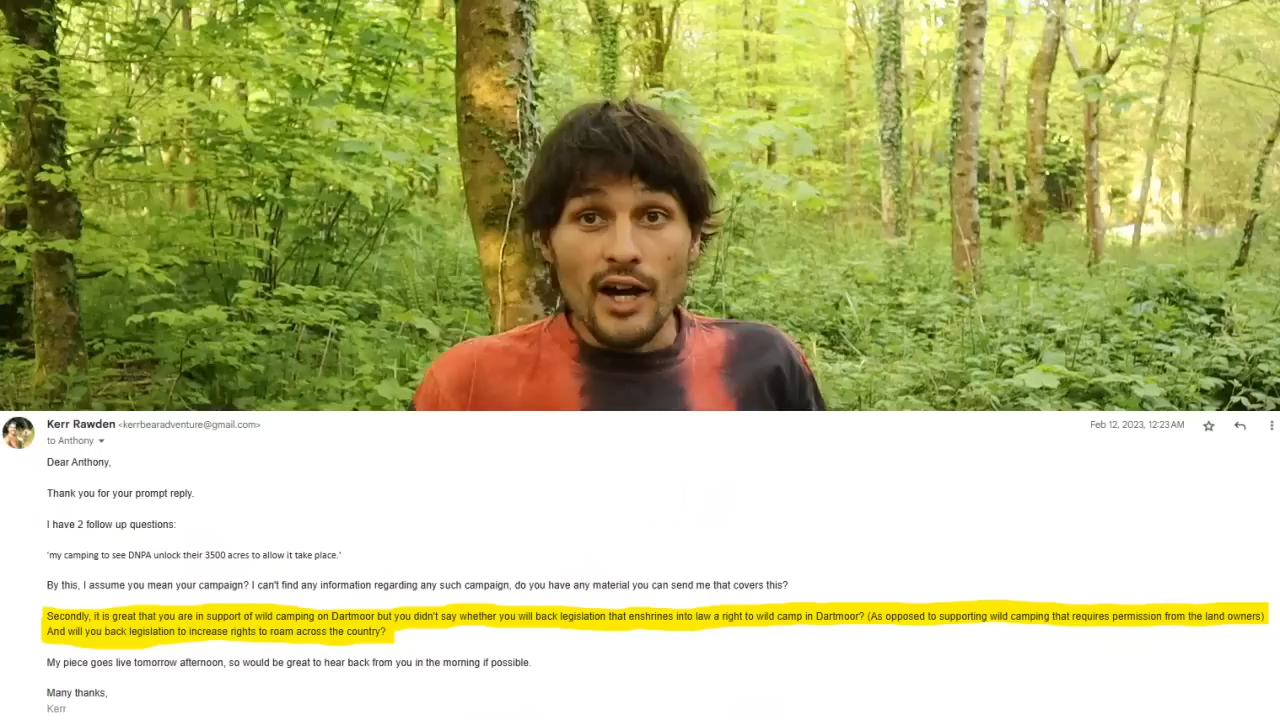 Kerr Rawden <kerrbearadventure@gmail.com>
Feb 12, 2023, 12:23 AM
to Anthony
Dear Anthony,
Thank you for your prompt reply.
I have 2 follow up questions:
'my camping to see DNPA unlock their 3500 acres to allow it take place.'
By this, I assume you mean your campaign? I can't find any information regarding any such campaign, do you have any material you can send me that covers this?
Secondly, it is great that you are in support of wild camping on Dartmoor but you didn't say whether you will back legislation that enshrines into law a right to wild camp in Dartmoor? (As opposed to supporting wild camping that requires permission from the land owners)
And will you back legislation to increase rights to roam across the country?
My piece goes live tomorrow afternoon, so would be great to hear back from you in the morning if possible.
Many thanks,
Kerr